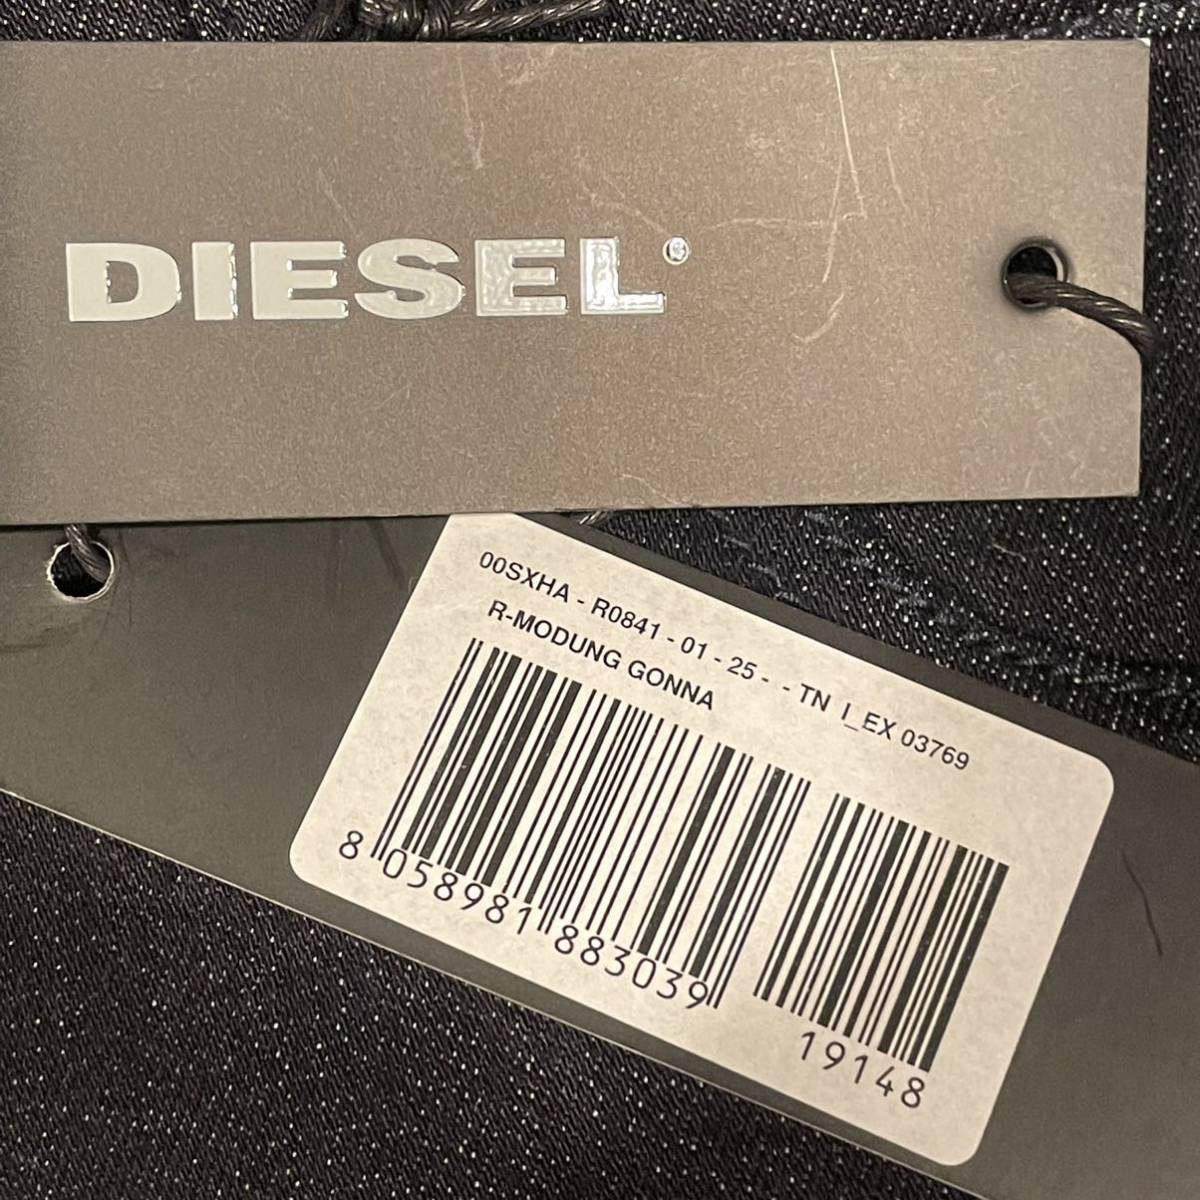 DIESEL®
00SXHA - R0841 - 01 - 25 - - TN I_EX 03769
R-MODUNG GONNA
8 058981 883039
19148